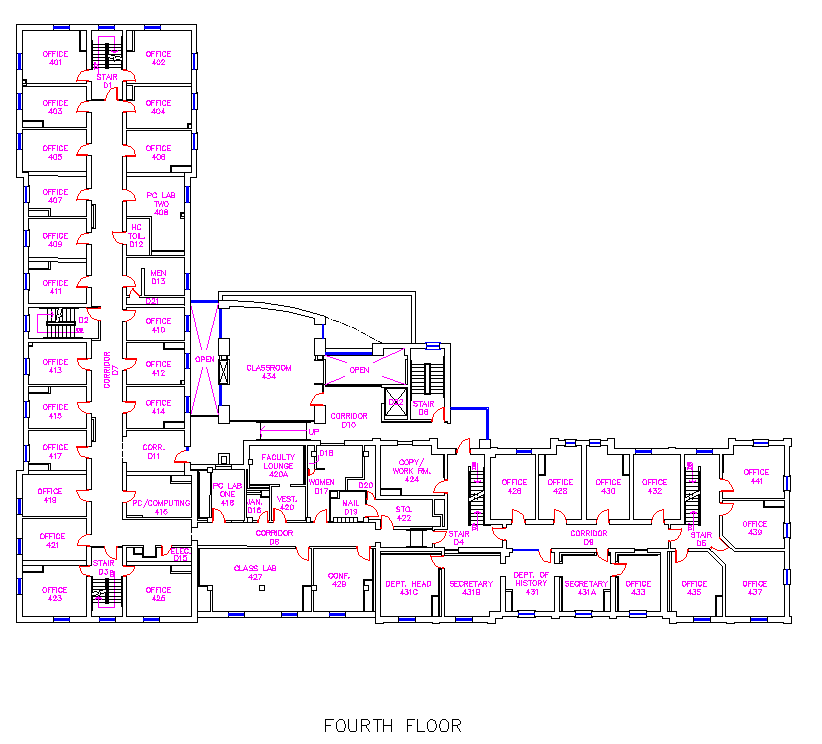 OFFICE
401
STAIR
D1
OFFICE
402
OFFICE
403
OFFICE
404
OFFICE
405
OFFICE
406
OFFICE
407
PC LAB
TWO
408
HC
TOIL.
D12
OFFICE
409
MEN
D13
OFFICE
411
D21
D2
OFFICE
410
OFFICE
413
CORRIDOR
D7
OFFICE
412
OFFICE
415
OFFICE
414
OFFICE
417
CORR.
D11
OFFICE
419
PC/COMPUTING
416
OFFICE
421
ELEC.
D15
STAIR
D3
OFFICE
423
OFFICE
425
OPEN
CLASSROOM
434
OPEN
D22
STAIR
D6
CORRIDOR
D10
UP
FACULTY
LOUNGE
420A
D18
WOMEN
D17
D20
PC LAB
ONE
418
JAN.
D16
VEST.
420
MAIL
D19
COPY/
WORK RM.
424
STO.
422
CORRIDOR
D8
STAIR
D4
CLASS LAB
427
CONF.
429
DEPT. HEAD
431C
SECRETARY
431B
DEPT. OF
HISTORY
431
SECRETARY
431A
OFFICE
433
OFFICE
435
OFFICE
437
OFFICE
426
OFFICE
428
OFFICE
430
OFFICE
432
CORRIDOR
D9
STAIR
D5
OFFICE
441
OFFICE
439
FOURTH FLOOR